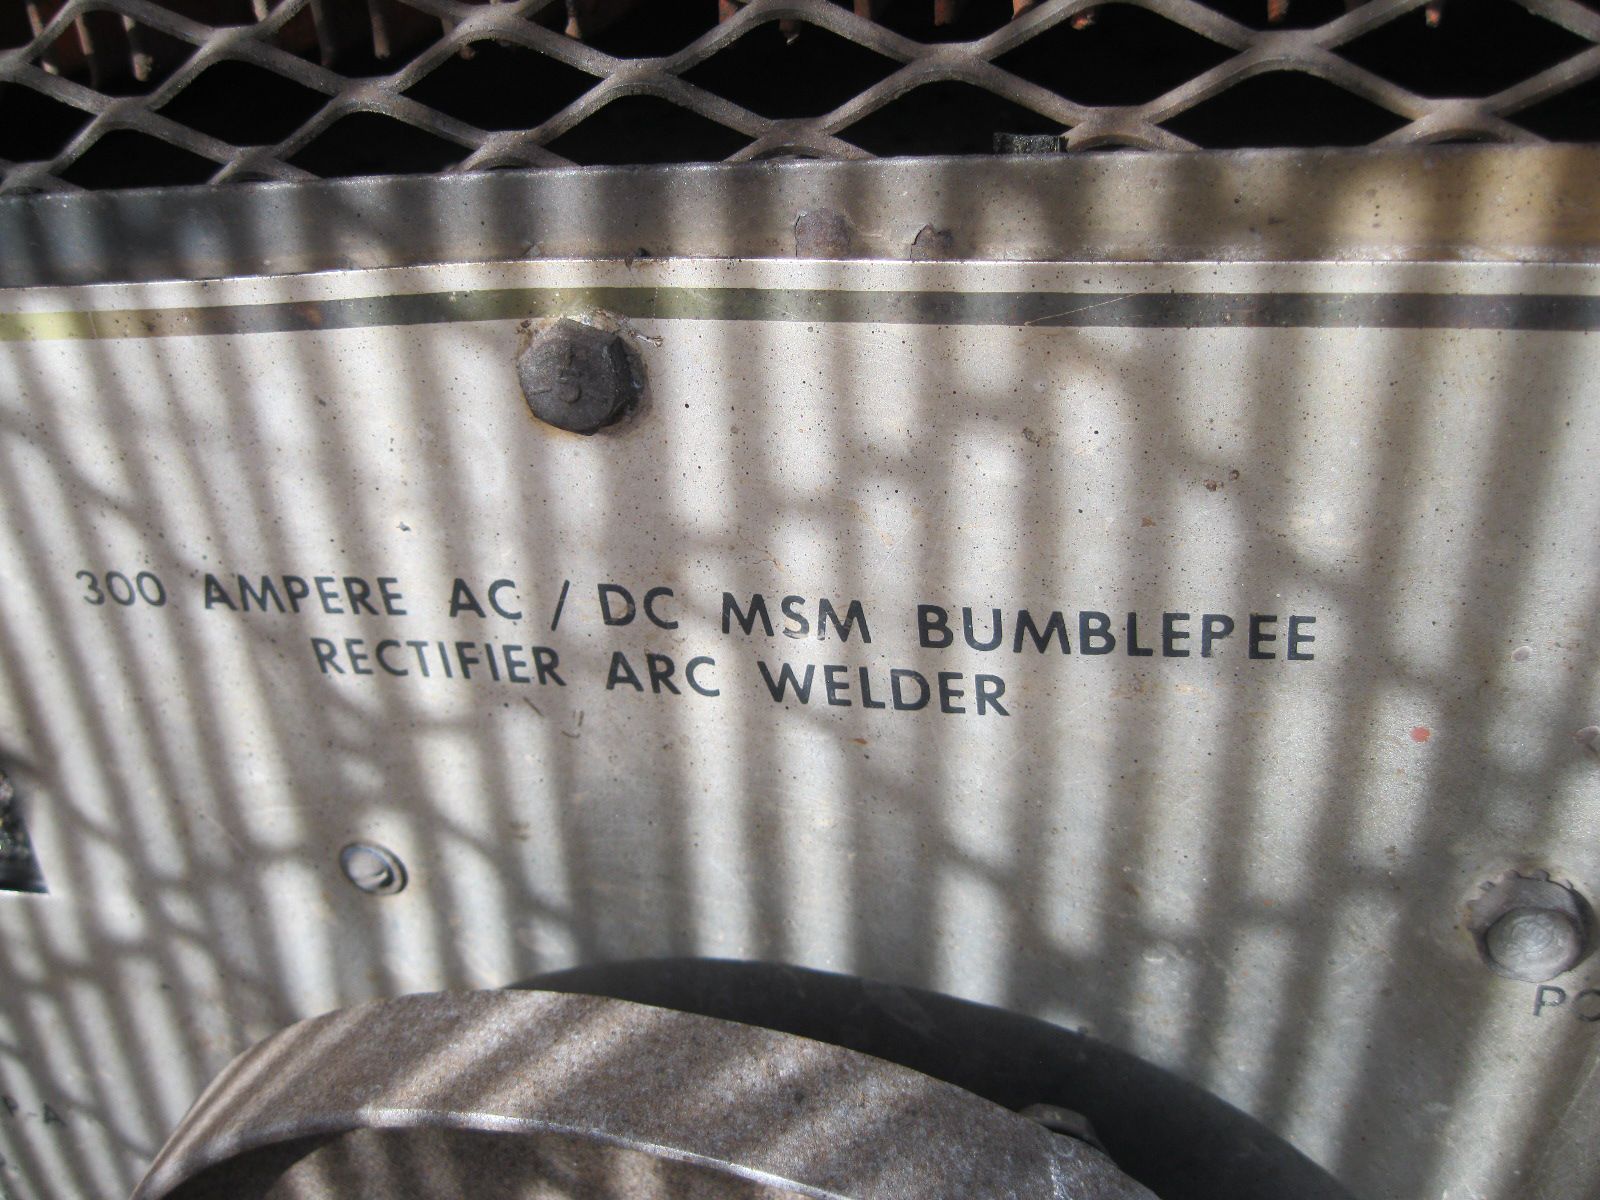 300 AMPERE AC / DC MSM BUMBLEPEE
RECTIFIER ARC WELDER